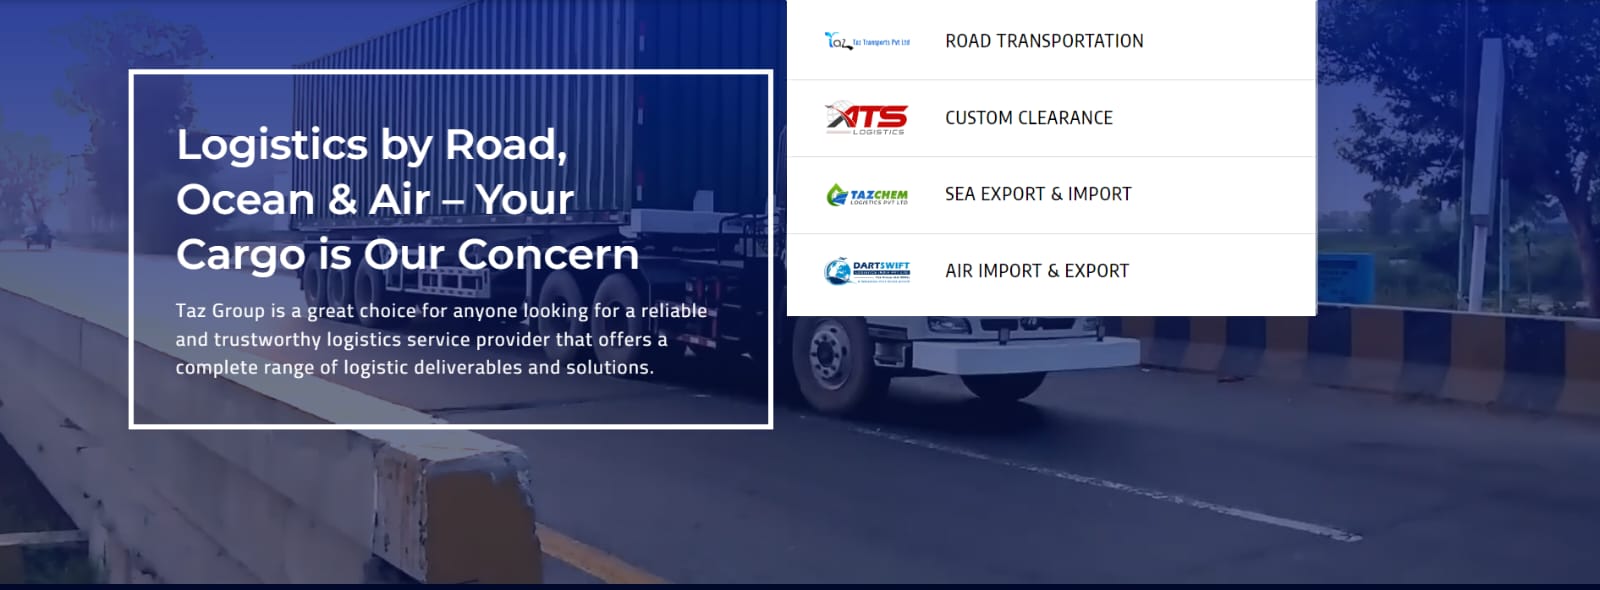 Logistics by Road,
Ocean & Air – Your
Cargo is Our Concern
Taz Group is a great choice for anyone looking for a reliable
and trustworthy logistics service provider that offers a
complete range of logistic deliverables and solutions.
Taz Taz Transports Pvt Ltd
ROAD TRANSPORTATION
ATS
LOGISTICS
CUSTOM CLEARANCE
TAZCHEM
LOGISTICS PVT LTD
SEA EXPORT & IMPORT
DARTSWIFT
AIR IMPORT & EXPORT